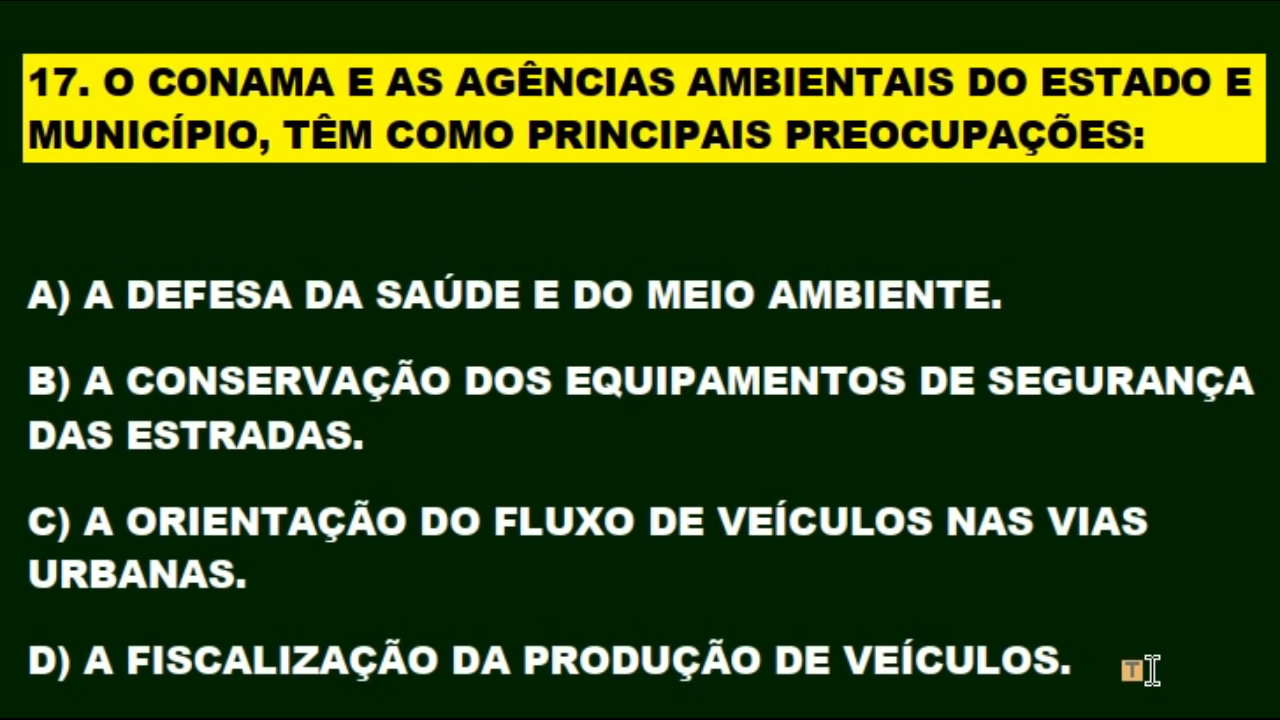 17. O CONAMA E AS AGÊNCIAS AMBIENTAIS DO ESTADO E
MUNICÍPIO, TÊM COMO PRINCIPAIS PREOCUPAÇÕES:
A) A DEFESA DA SAÚDE E DO MEIO AMBIENTE.
B) A CONSERVAÇÃO DOS EQUIPAMENTOS DE SEGURANÇA
DAS ESTRADAS.
C) A ORIENTAÇÃO DO FLUXO DE VEÍCULOS NAS VIAS
URBANAS.
D) A FISCALIZAÇÃO DA PRODUÇÃO DE VEÍCULOS.
T